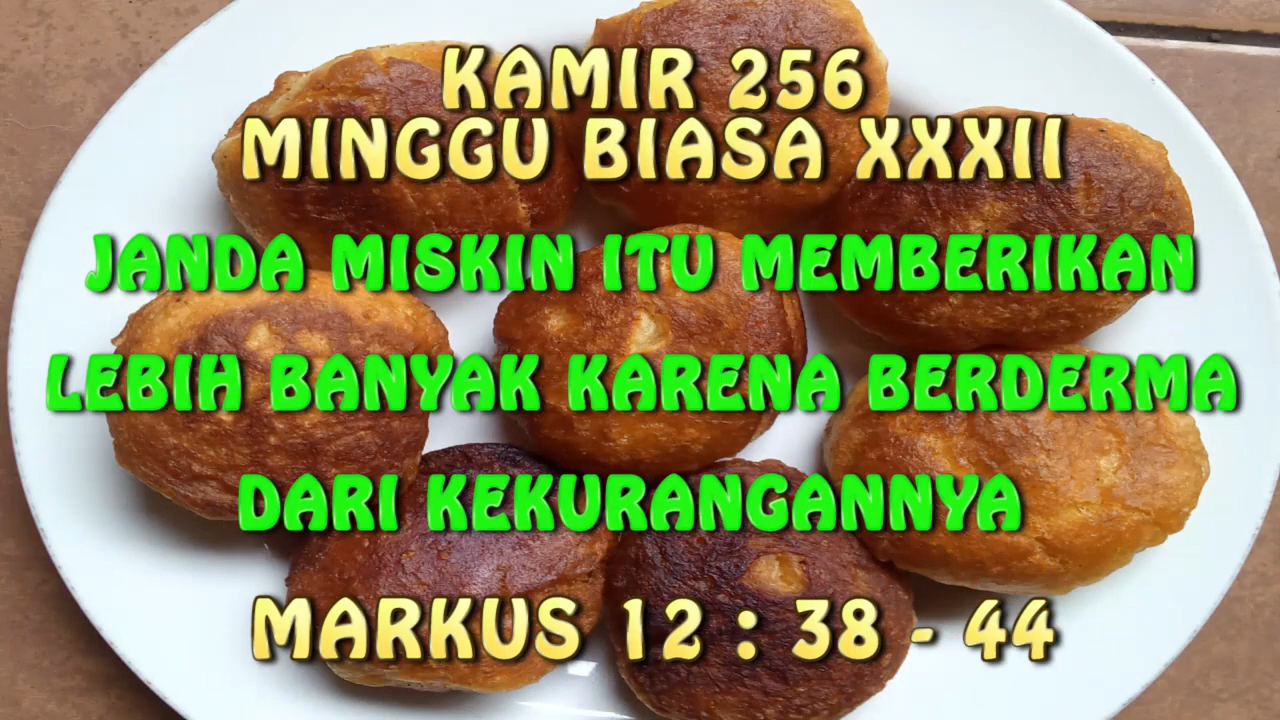 KAMIR 256
MINGGU BIASA XXXII
JANDA MISKIN ITU MEMBERIKAN
LEBIH BANYAK KARENA BERDERMA
DARI KEKURANGANNYA
MARKUS 12 : 38 - 44